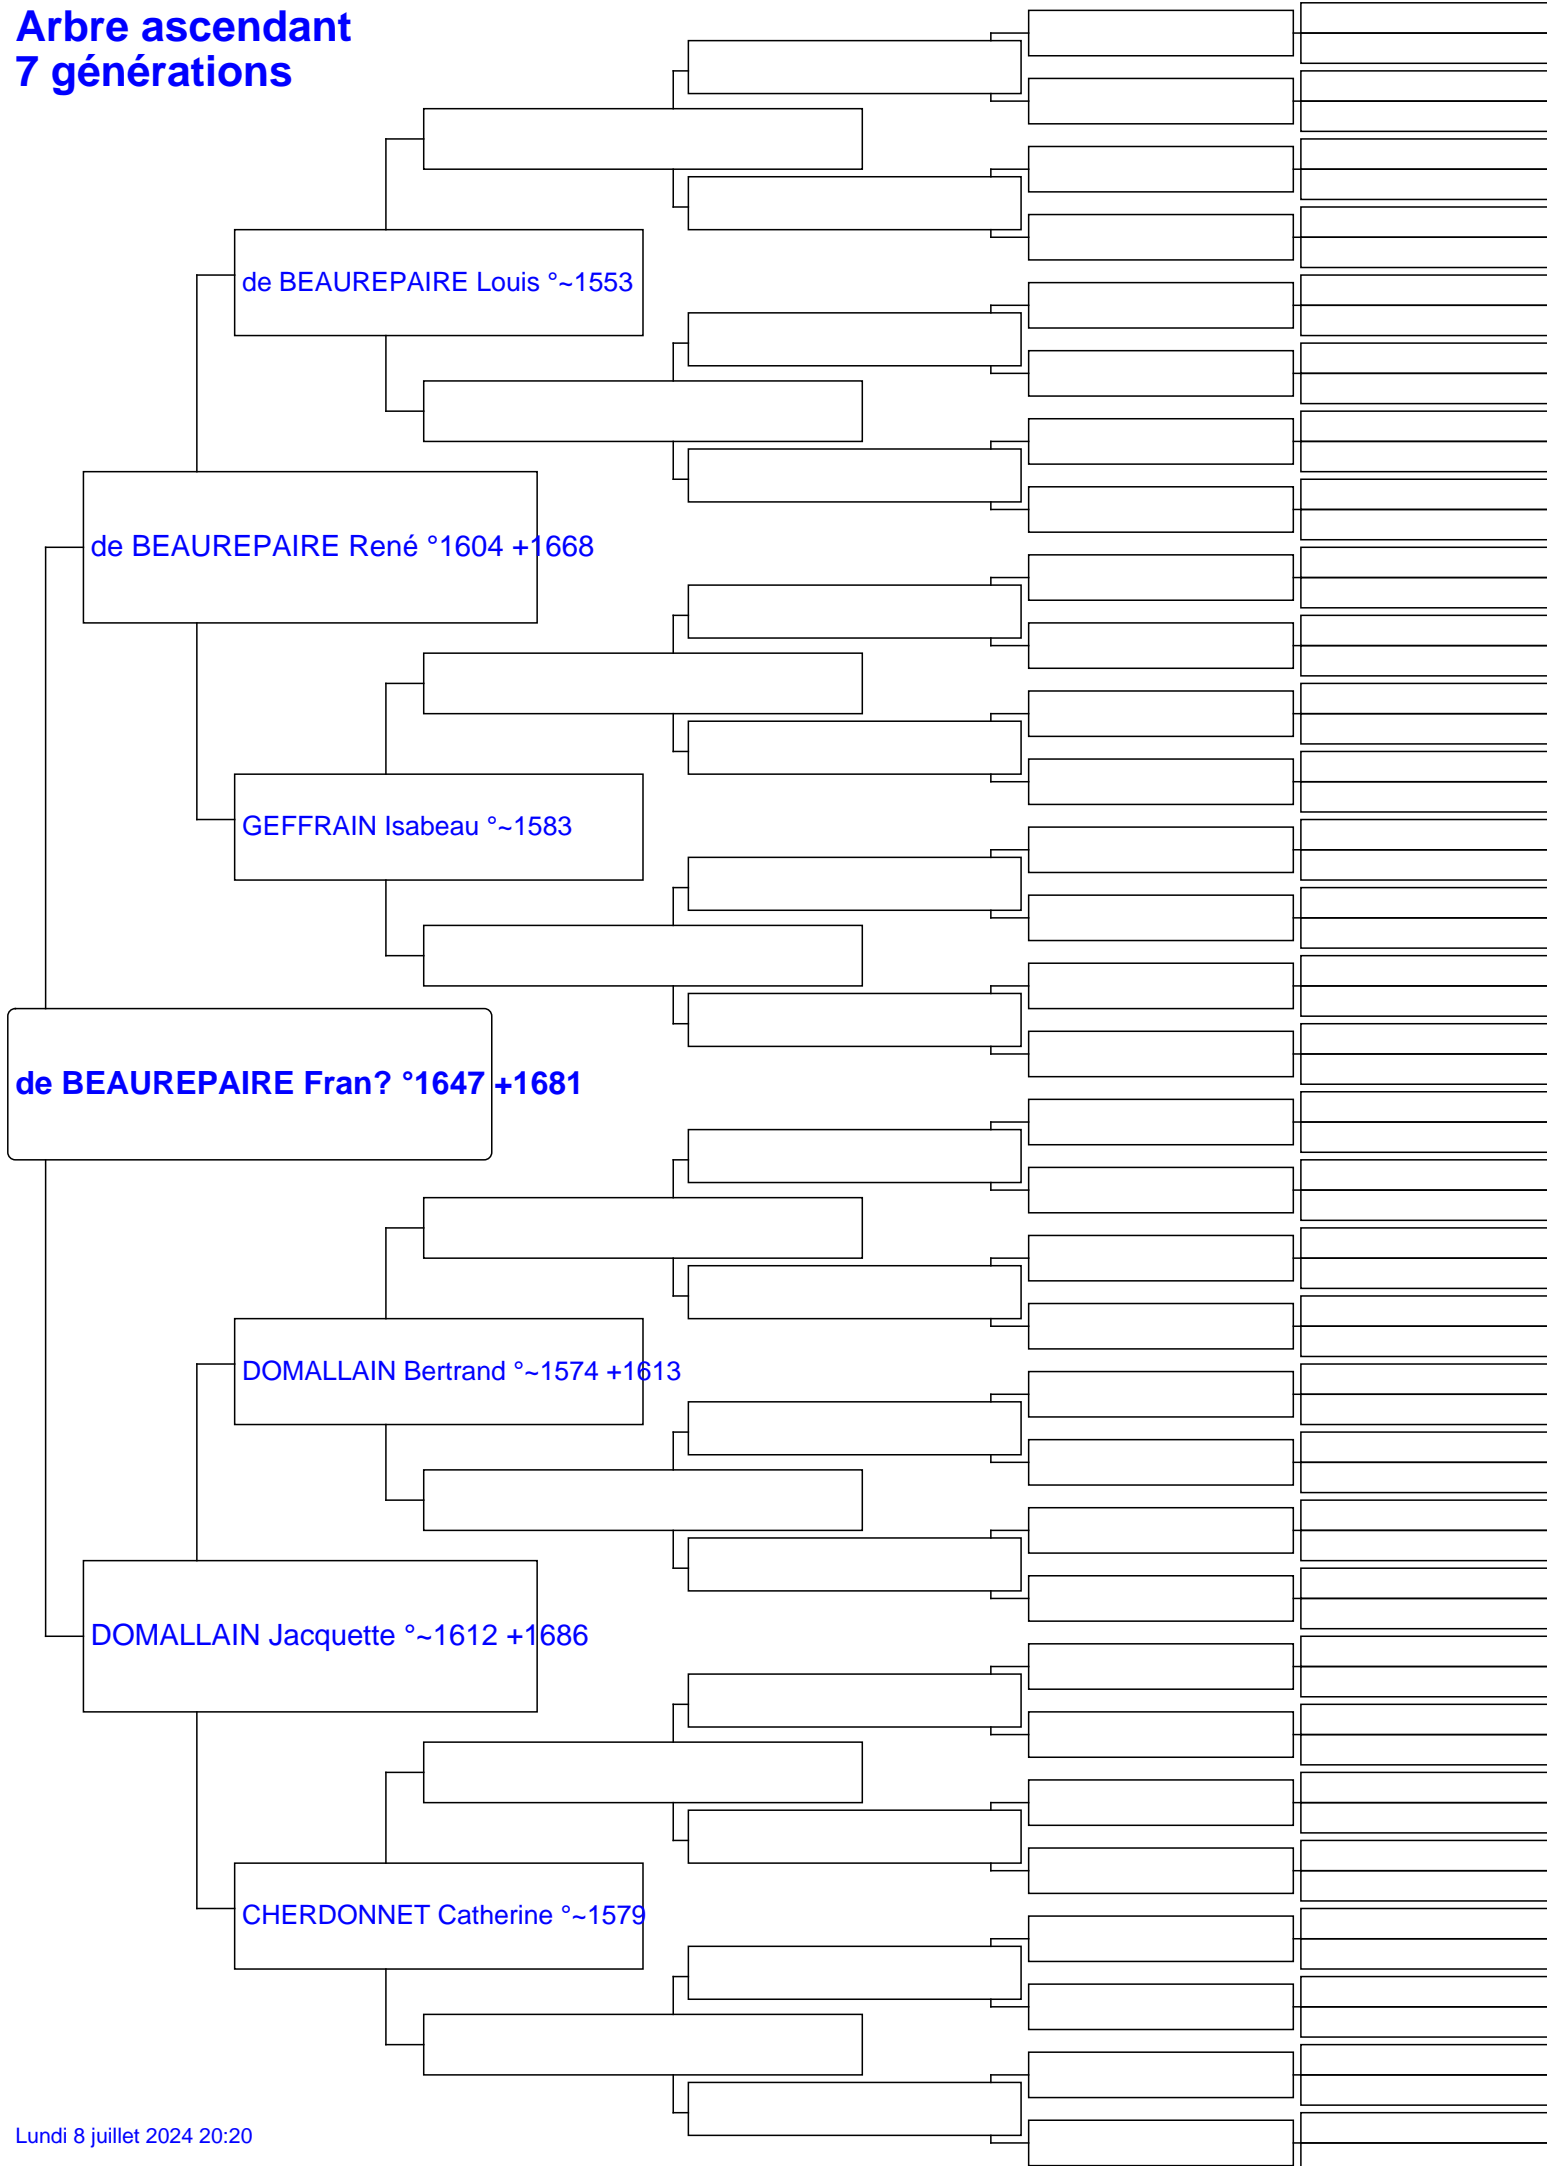 Arbre ascendant
7 générations
de BEAUREPAIRE Louis °~1553
de BEAUREPAIRE René °1604 +1668
GEFFRAIN Isabeau °~1583
de BEAUREPAIRE Fran? °1647 +1681
DOMALLAIN Bertrand °~1574 +1613
DOMALLAIN Jacquette °~1612 +1686
CHERDONNET Catherine °~1579
Lundi 8 juillet 2024 20:20